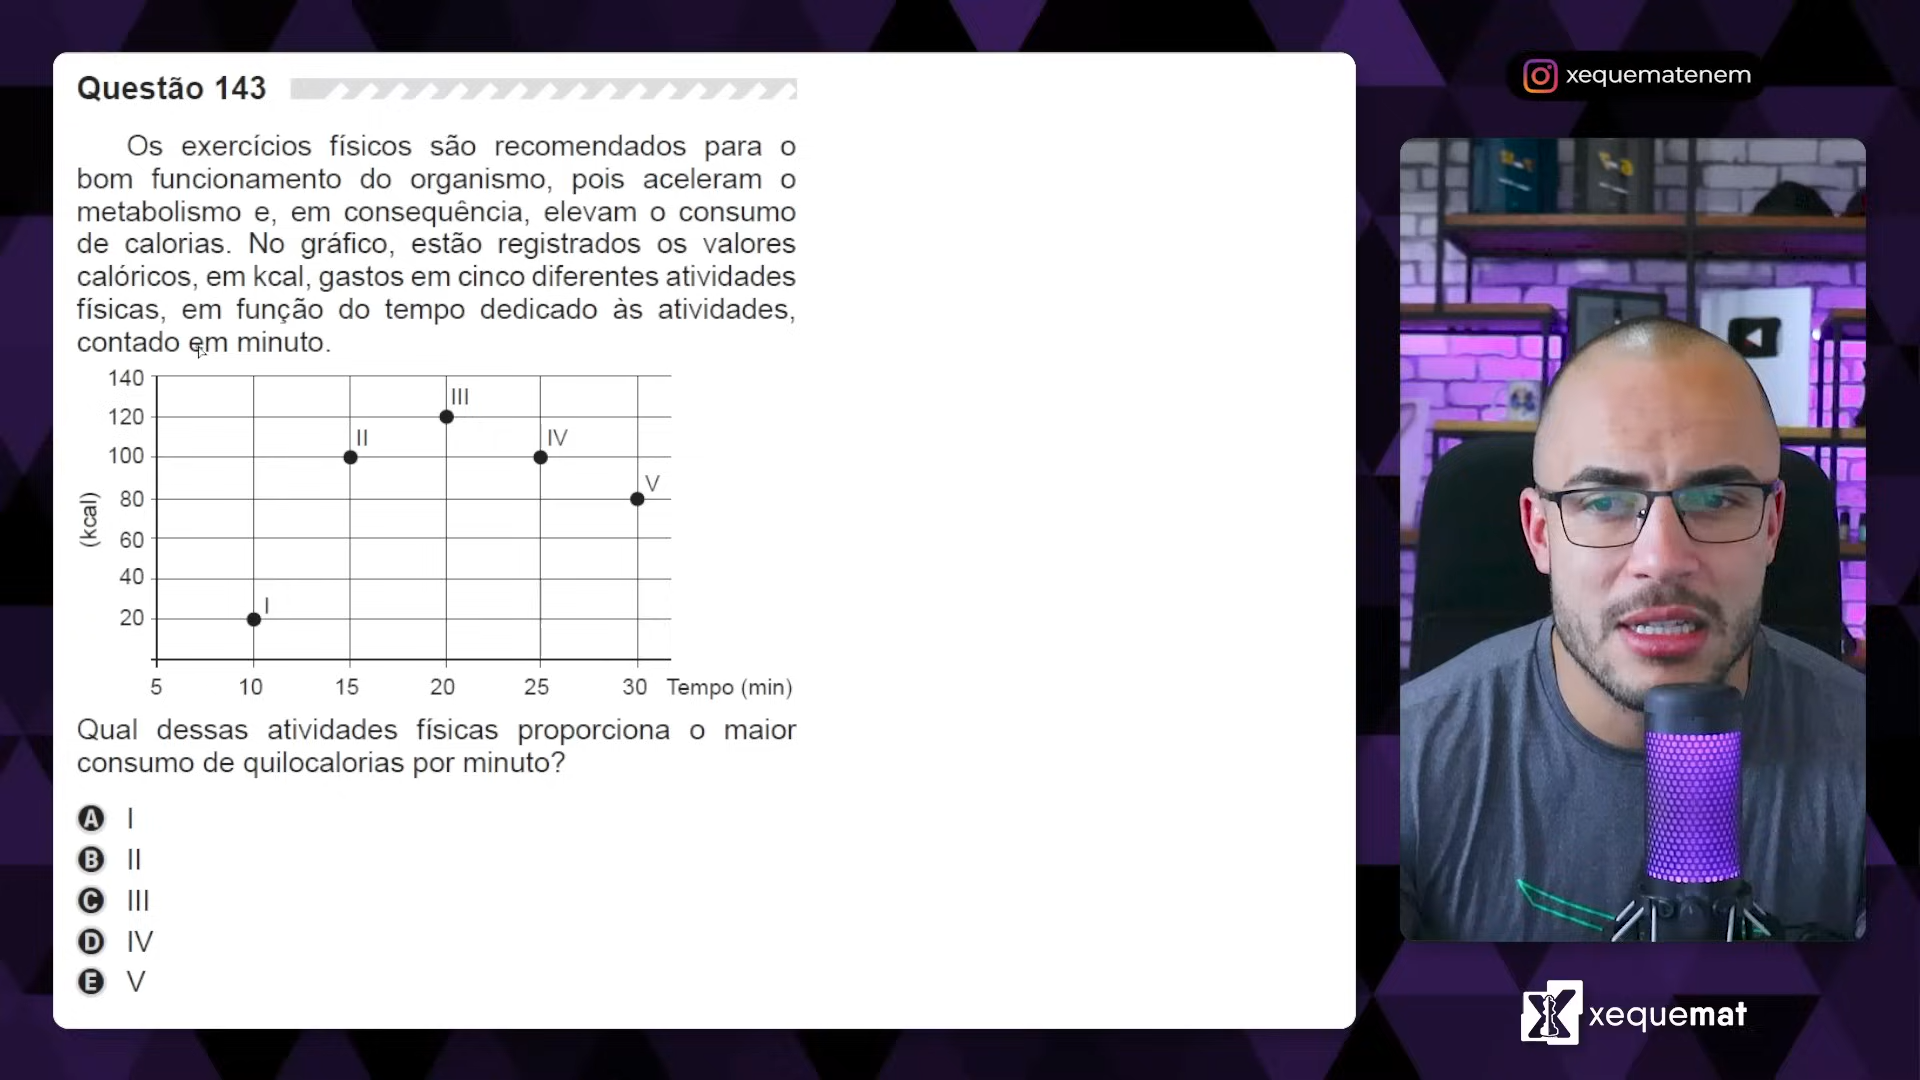 Questão 143
xequematenem
Os exercícios físicos são recomendados para o
bom funcionamento do organismo, pois aceleram o
metabolismo e, em consequência, elevam o consumo
de calorias. No gráfico, estão registrados os valores
calóricos, em kcal, gastos em cinco diferentes atividades
físicas, em função do tempo dedicado às atividades,
contado em minuto.
140
120
100
80
60
40
20
(kcal)
I
II
III
IV
V
5 10 15 20 25 30 Tempo (min)
Qual dessas atividades físicas proporciona o maior
consumo de quilocalorias por minuto?
A I
B II
C III
D IV
E V
xequemat